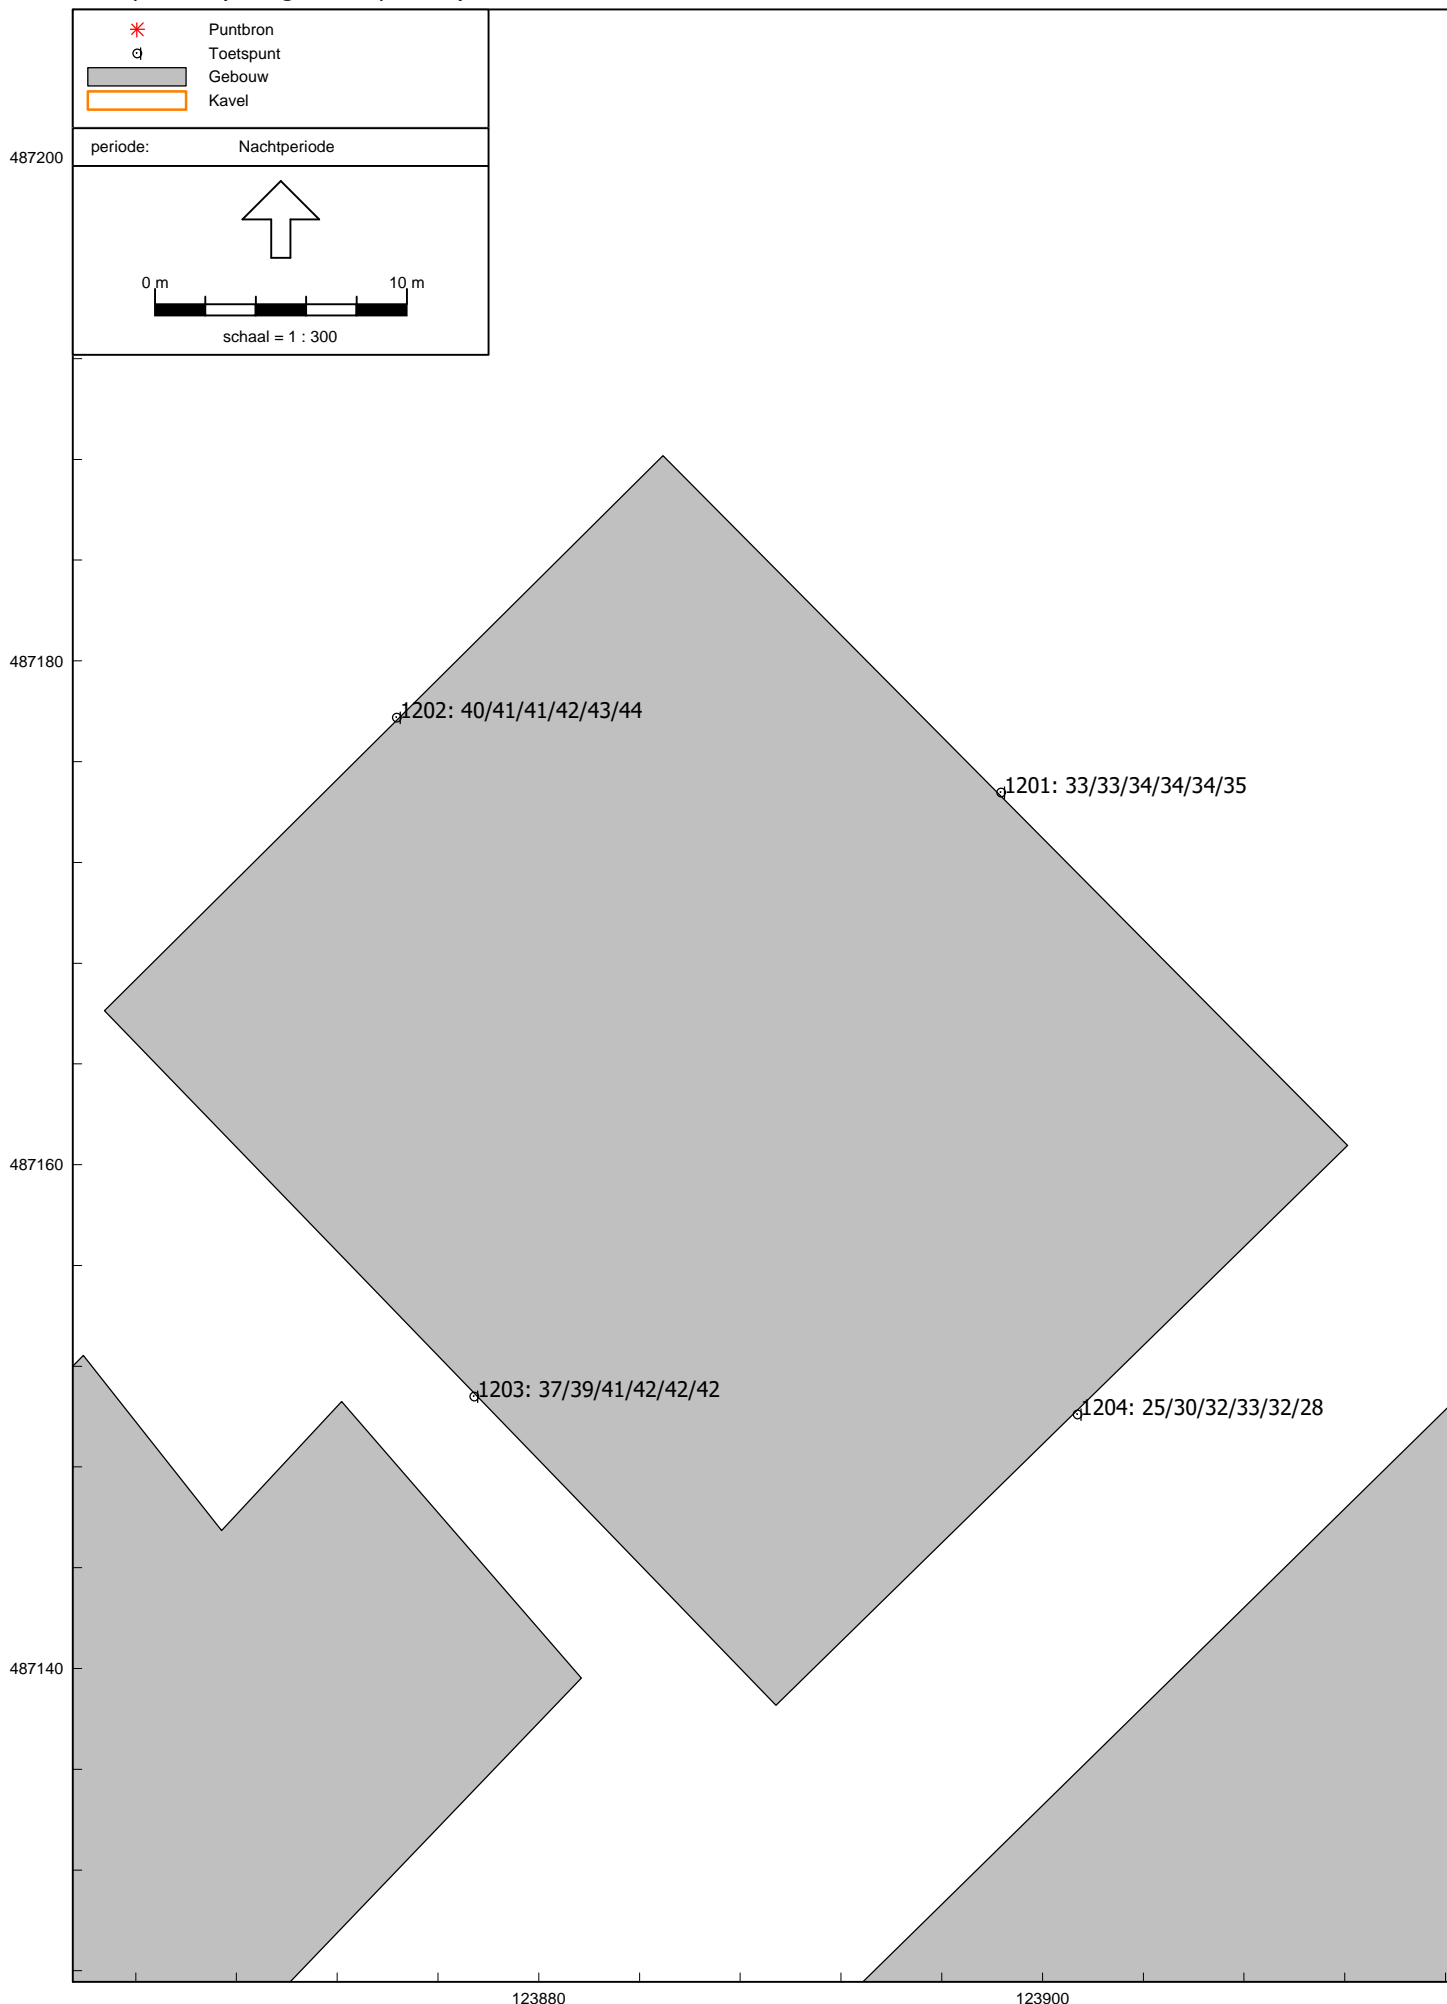 Puntbron
Toetspunt
Gebouw
Kavel
periode: Nachtperiode
487200
0 m 10 m
schaal = 1 : 300
487180
1202: 40/41/41/42/43/44
1201: 33/33/34/34/34/35
487160
1203: 37/39/41/42/42/42
1204: 25/30/32/33/32/28
487140
123880 123900